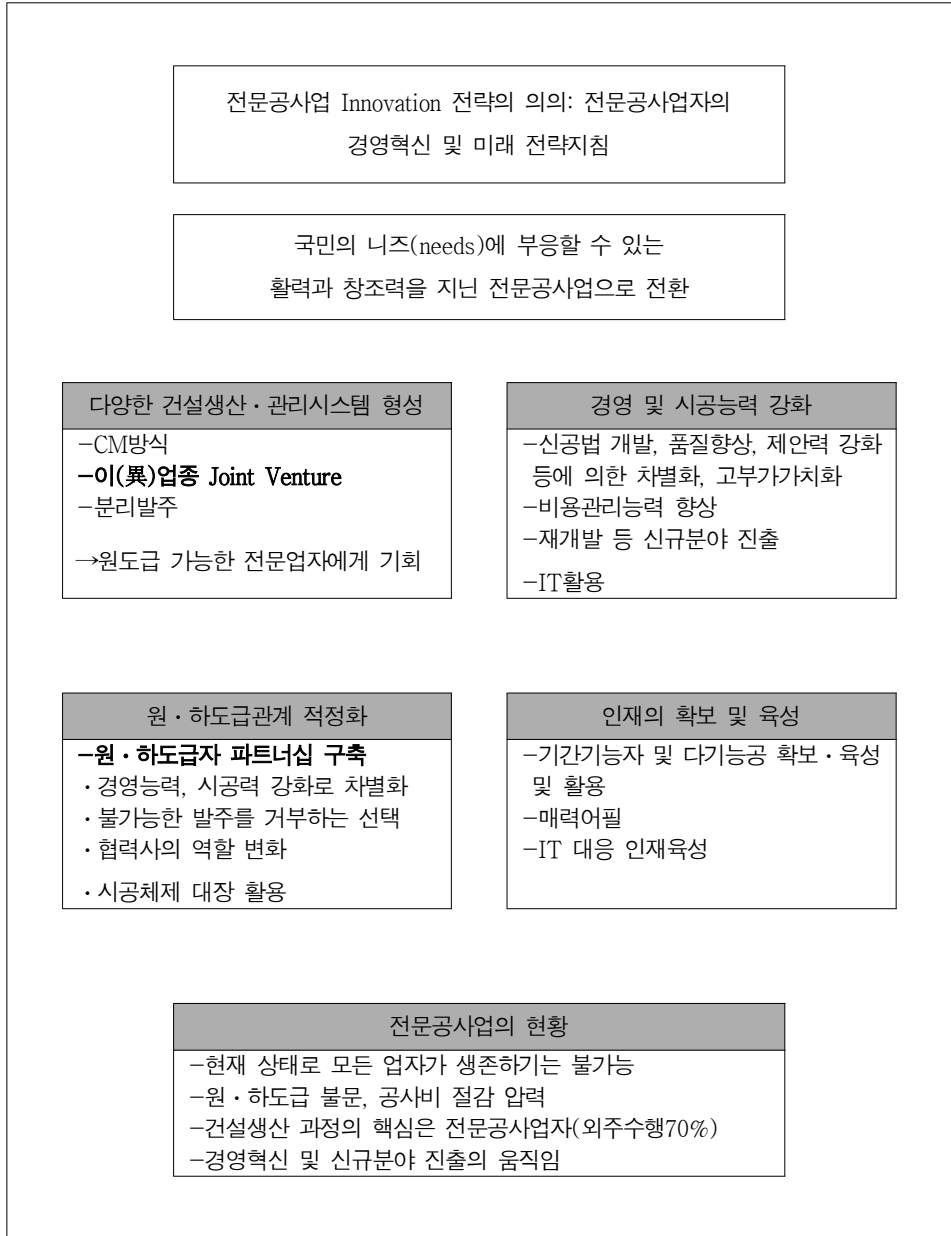 전문공사업 Innovation 전략의 의의: 전문공사업자의
경영혁신 및 미래 전략지침
국민의 니즈(needs)에 부응할 수 있는
활력과 창조력을 지닌 전문공사업으로 전환
다양한 건설생산·관리시스템 형성
-CM방식
-이(異)업종 Joint Venture
-분리발주
→원도급 가능한 전문업자에게 기회
경영 및 시공능력 강화
-신공법 개발, 품질향상, 제안력 강화
등에 의한 차별화, 고부가가치화
-비용관리능력 향상
-재개발 등 신규분야 진출
-IT활용
원·하도급관계 적정화
-원·하도급자 파트너십 구축
·경영능력, 시공력 강화로 차별화
·불가능한 발주를 거부하는 선택
·협력사의 역할 변화
·시공체제 대장 활용
인재의 확보 및 육성
-기간기능자 및 다기능공 확보·육성
및 활용
-매력어필
-IT 대응 인재육성
전문공사업의 현황
-현재 상태로 모든 업자가 생존하기는 불가능
-원·하도급 불문, 공사비 절감 압력
-건설생산 과정의 핵심은 전문공사업자(외주수행70%)
-경영혁신 및 신규분야 진출의 움직임